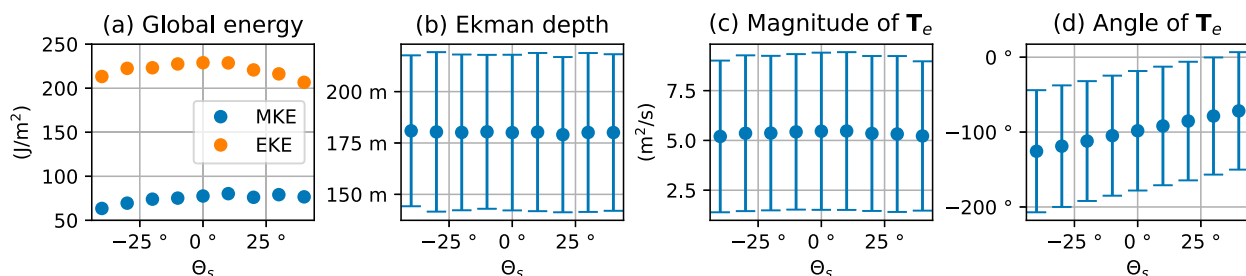 (a) Global energy
(J/m²)
250
200
150
100
50
MKE
EKE
−25 °
0 °
25 °
Θₛ
(b) Ekman depth
200 m
175 m
150 m
−25 °
0 °
25 °
Θₛ
(c) Magnitude of Tₑ
(m²/s)
7.5
5.0
2.5
−25 °
0 °
25 °
Θₛ
(d) Angle of Tₑ
0 °
−100 °
−200 °
−25 °
0 °
25 °
Θₛ